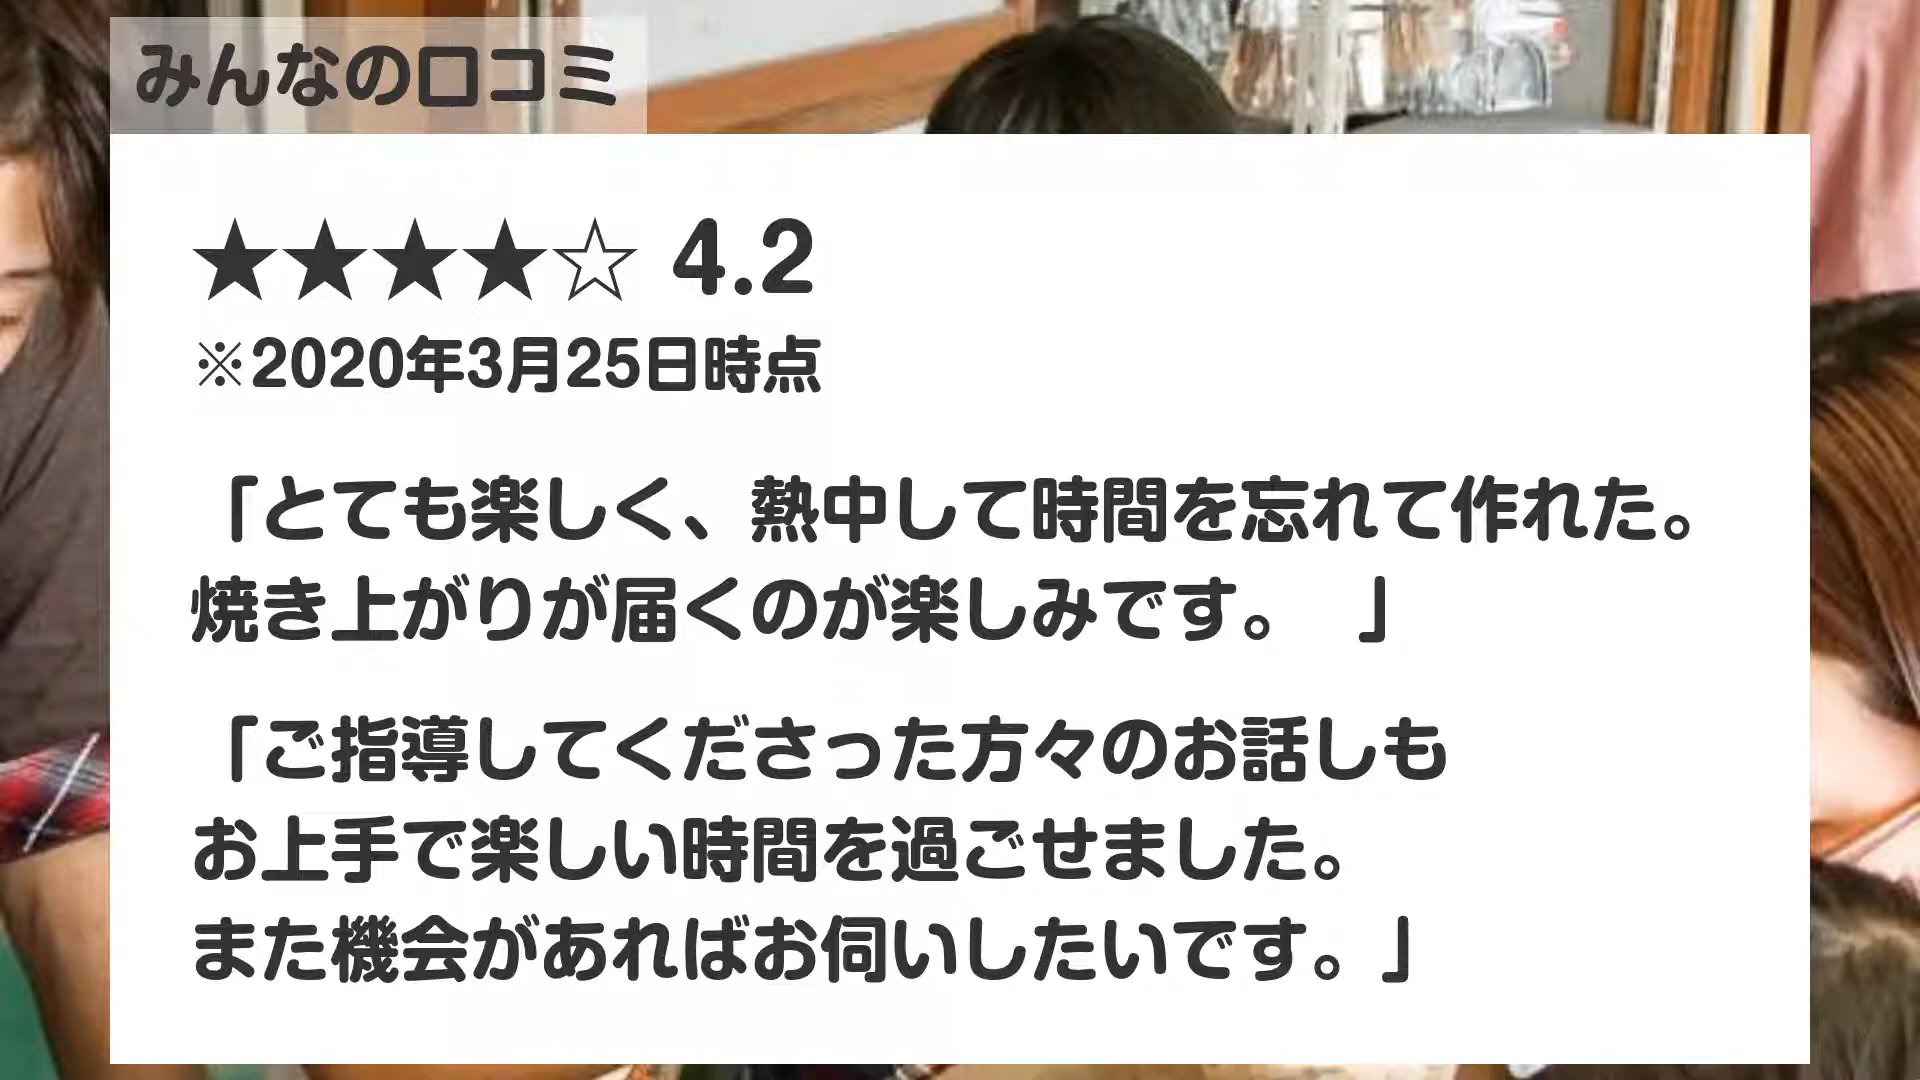 みんなの口コミ
★★★★☆ 4.2
※2020年3月25日時点
「とても楽しく、熱中して時間を忘れて作れた。
焼き上がりが届くのが楽しみです。　」
「ご指導してくださった方々のお話しも
お上手で楽しい時間を過ごせました。
また機会があればお伺いしたいです。」